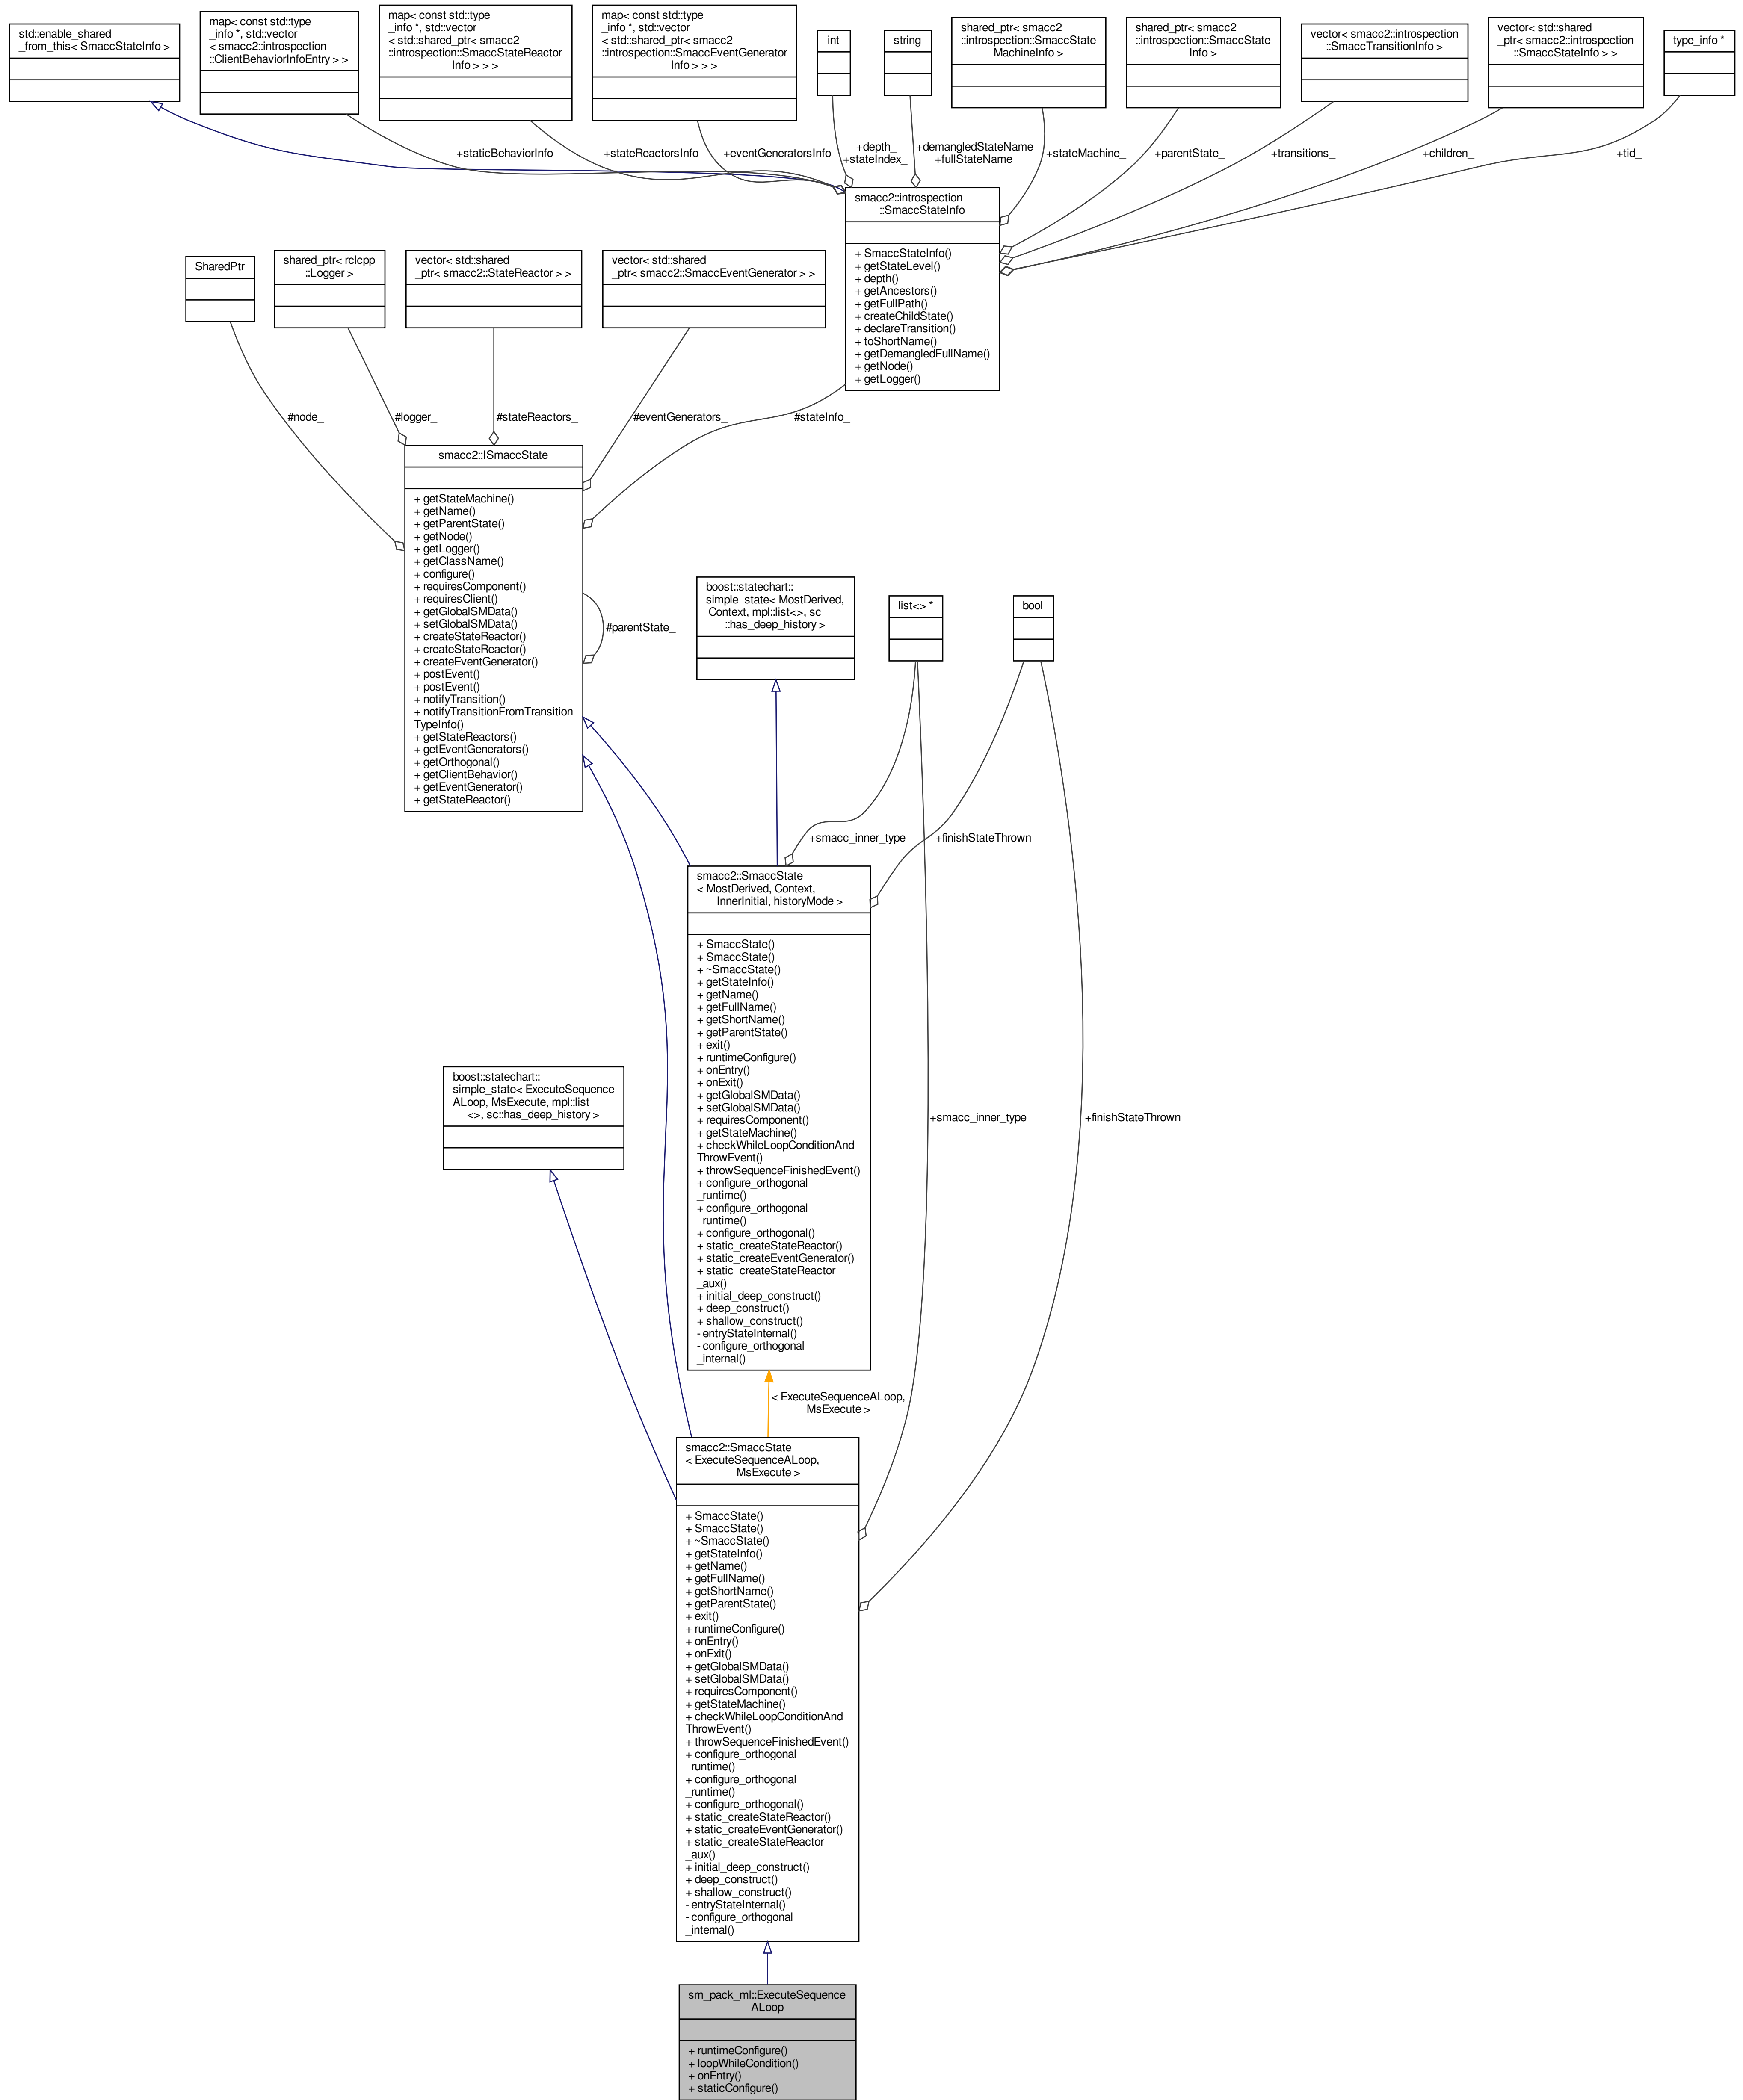 std::enable_shared
_from_this< SmaccStateInfo >
map< const std::type
_info *, std::vector
< smacc2::introspection
::ClientBehaviorInfoEntry > >
map< const std::type
_info *, std::vector
< std::shared_ptr< smacc2
::introspection::SmaccStateReactor
Info > > >
map< const std::type
_info *, std::vector
< std::shared_ptr< smacc2
::introspection::SmaccEventGenerator
Info > > >
int
string
shared_ptr< smacc2
::introspection::SmaccState
MachineInfo >
shared_ptr< smacc2
::introspection::SmaccState
Info >
vector< smacc2::introspection
::SmaccTransitionInfo >
vector< std::shared
_ptr< smacc2::introspection
::SmaccStateInfo > >
type_info *
+staticBehaviorInfo
+stateReactorsInfo
+eventGeneratorsInfo
+depth_
+stateIndex_
+demangledStateName
+fullStateName
+stateMachine_
+parentState_
+transitions_
+children_
+tid_
smacc2::introspection
::SmaccStateInfo
+ SmaccStateInfo()
+ getStateLevel()
+ depth()
+ getAncestors()
+ getFullPath()
+ createChildState()
+ declareTransition()
+ toShortName()
+ getDemangledFullName()
+ getNode()
+ getLogger()
SharedPtr
shared_ptr< rclcpp
::Logger >
vector< std::shared
_ptr< smacc2::StateReactor > >
vector< std::shared
_ptr< smacc2::SmaccEventGenerator > >
#node_
#logger_
#stateReactors_
#eventGenerators_
#stateInfo_
smacc2::ISmaccState
+ getStateMachine()
+ getName()
+ getParentState()
+ getNode()
+ getLogger()
+ getClassName()
+ configure()
+ requiresComponent()
+ requiresClient()
+ getGlobalSMData()
+ setGlobalSMData()
+ createStateReactor()
+ createStateReactor()
+ createEventGenerator()
+ postEvent()
+ postEvent()
+ notifyTransition()
+ notifyTransitionFromTransition
TypeInfo()
+ getStateReactors()
+ getEventGenerators()
+ getOrthogonal()
+ getClientBehavior()
+ getEventGenerator()
+ getStateReactor()
#parentState_
boost::statechart::
simple_state< MostDerived,
Context, mpl::list<>, sc
::has_deep_history >
list<> *
bool
+smacc_inner_type
+finishStateThrown
smacc2::SmaccState
< MostDerived, Context,
InnerInitial, historyMode >
+ SmaccState()
+ SmaccState()
+ ~SmaccState()
+ getStateInfo()
+ getName()
+ getFullName()
+ getShortName()
+ getParentState()
+ exit()
+ runtimeConfigure()
+ onEntry()
+ onExit()
+ getGlobalSMData()
+ setGlobalSMData()
+ requiresComponent()
+ getStateMachine()
+ checkWhileLoopConditionAnd
ThrowEvent()
+ throwSequenceFinishedEvent()
+ configure_orthogonal
_runtime()
+ configure_orthogonal
_runtime()
+ configure_orthogonal()
+ static_createStateReactor()
+ static_createEventGenerator()
+ static_createStateReactor
_aux()
+ initial_deep_construct()
+ deep_construct()
+ shallow_construct()
- entryStateInternal()
- configure_orthogonal
_internal()
boost::statechart::
simple_state< ExecuteSequence
ALoop, MsExecute, mpl::list
<>, sc::has_deep_history >
+smacc_inner_type
+finishStateThrown
< ExecuteSequenceALoop,
MsExecute >
smacc2::SmaccState
< ExecuteSequenceALoop,
MsExecute >
+ SmaccState()
+ SmaccState()
+ ~SmaccState()
+ getStateInfo()
+ getName()
+ getFullName()
+ getShortName()
+ getParentState()
+ exit()
+ runtimeConfigure()
+ onEntry()
+ onExit()
+ getGlobalSMData()
+ setGlobalSMData()
+ requiresComponent()
+ getStateMachine()
+ checkWhileLoopConditionAnd
ThrowEvent()
+ throwSequenceFinishedEvent()
+ configure_orthogonal
_runtime()
+ configure_orthogonal
_runtime()
+ configure_orthogonal()
+ static_createStateReactor()
+ static_createEventGenerator()
+ static_createStateReactor
_aux()
+ initial_deep_construct()
+ deep_construct()
+ shallow_construct()
- entryStateInternal()
- configure_orthogonal
_internal()
sm_pack_ml::ExecuteSequence
ALoop
+ runtimeConfigure()
+ loopWhileCondition()
+ onEntry()
+ staticConfigure()